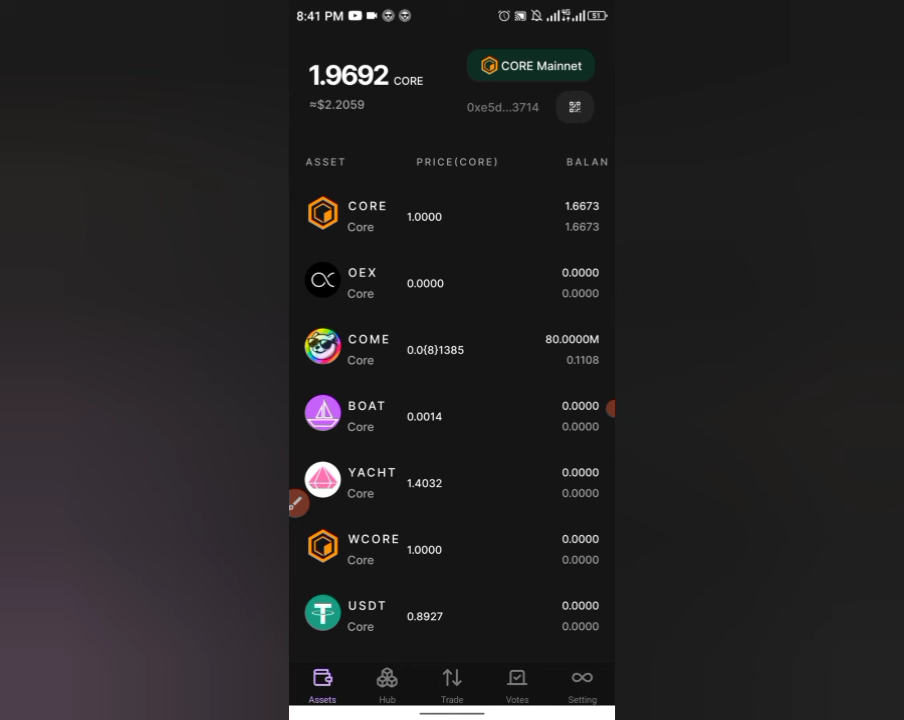 8:41 PM 4G 51
1.9692 CORE
CORE Mainnet
≈$2.2059
0xe5d...3714
ASSET PRICE(CORE) BALAN
CORE
Core
1.0000
1.6673
1.6673
OEX
Core
0.0000
0.0000
0.0000
COME
Core
0.0{8}1385
80.0000M
0.1108
BOAT
Core
0.0014
0.0000
0.0000
YACHT
Core
1.4032
0.0000
0.0000
WCORE
Core
1.0000
0.0000
0.0000
USDT
Core
0.8927
0.0000
0.0000
Assets Hub Trade Votes Setting